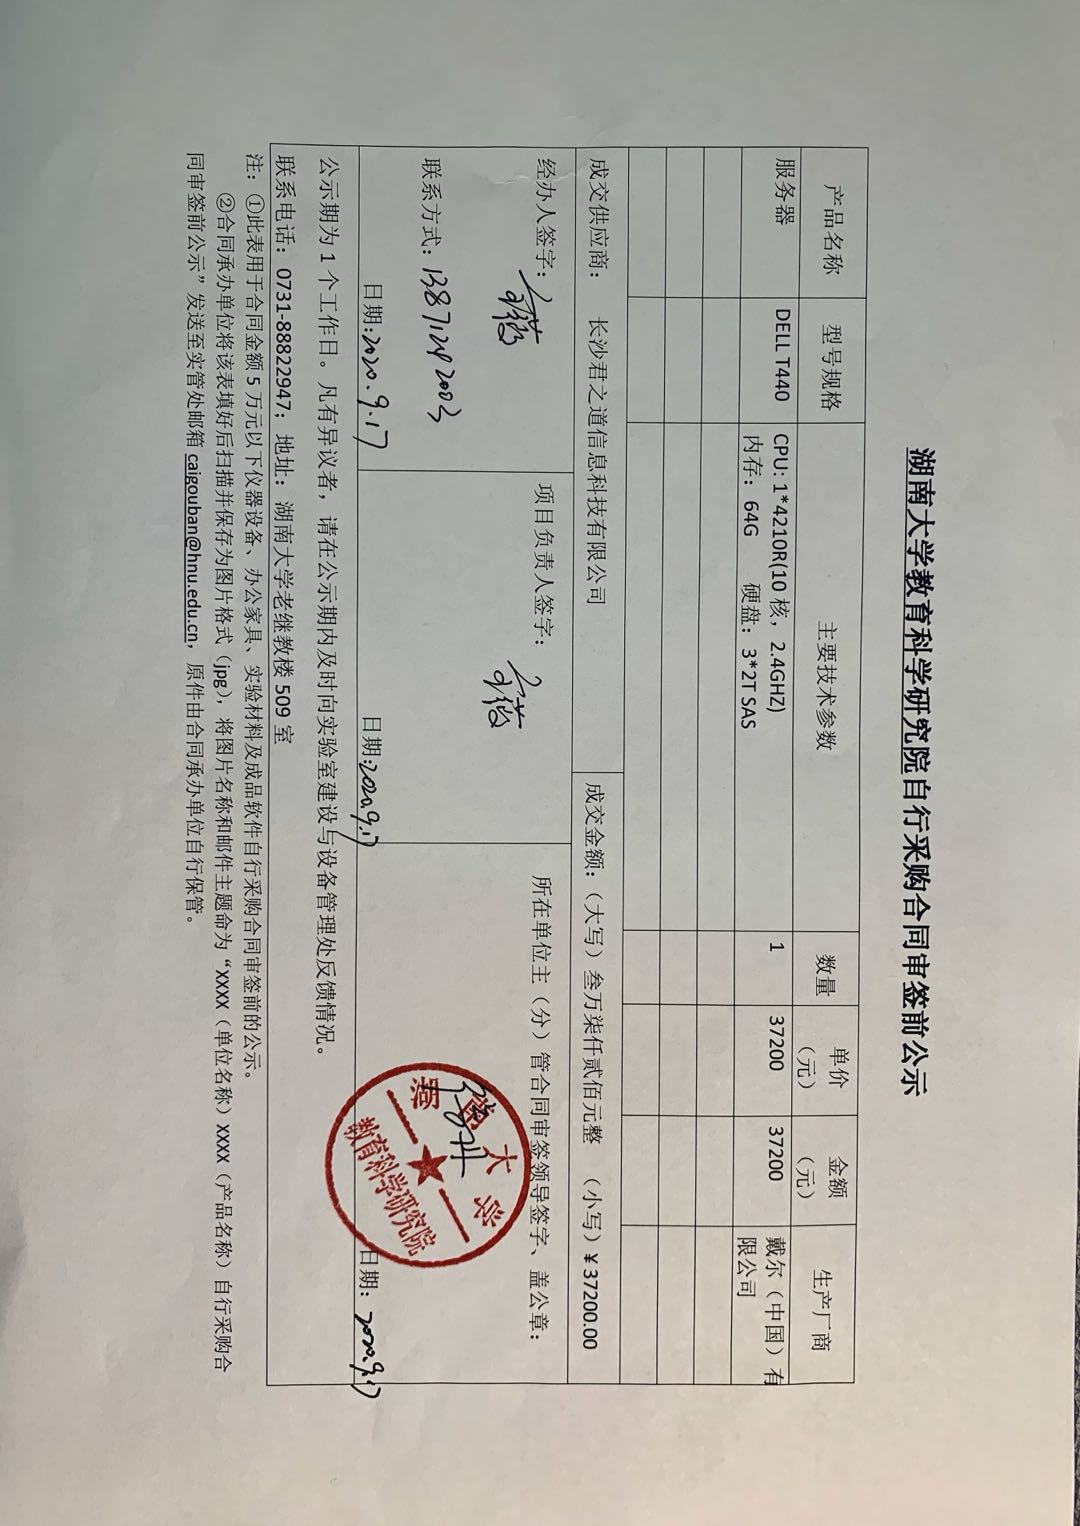 湖南大学教育科学研究院自行采购合同审签前公示
产品名称 型号规格 主要技术参数 数量 单价（元） 金额（元） 生产厂商
服务器 DELL T440 CPU: 1*4210R(10 核，2.4GHZ) 1 37200 37200 戴尔（中国）有
内存：64G 硬盘：3*2T SAS 限公司
成交供应商： 长沙君之道信息科技有限公司 成交金额：（大写）叁万柒仟贰佰元整 （小写）¥37200.00
经办人签字： 项目负责人签字： 所在单位主（分）管合同审签领导签字、盖公章：
联系方式：13871242003
湖南大学
教育科学研究院
日期:2020.9.17 日期:2020.9.17 日期：2020.9.17
公示期为 1 个工作日。凡有异议者，请在公示期内及时向实验室建设与设备管理处反馈情况。
联系电话：0731-88822947；地址：湖南大学老继教楼 509 室
注：①此表用于合同金额 5 万元以下仪器设备、办公家具、实验材料及成品软件自行采购合同审签前的公示。
②合同承办单位将该表填好后扫描并保存为图片格式（jpg），将图片名称和邮件主题命为“XXXX（单位名称）XXXX（产品名称）自行采购合
同审签前公示”发送至实管处邮箱 caigouban@hnu.edu.cn，原件由合同承办单位自行保管。